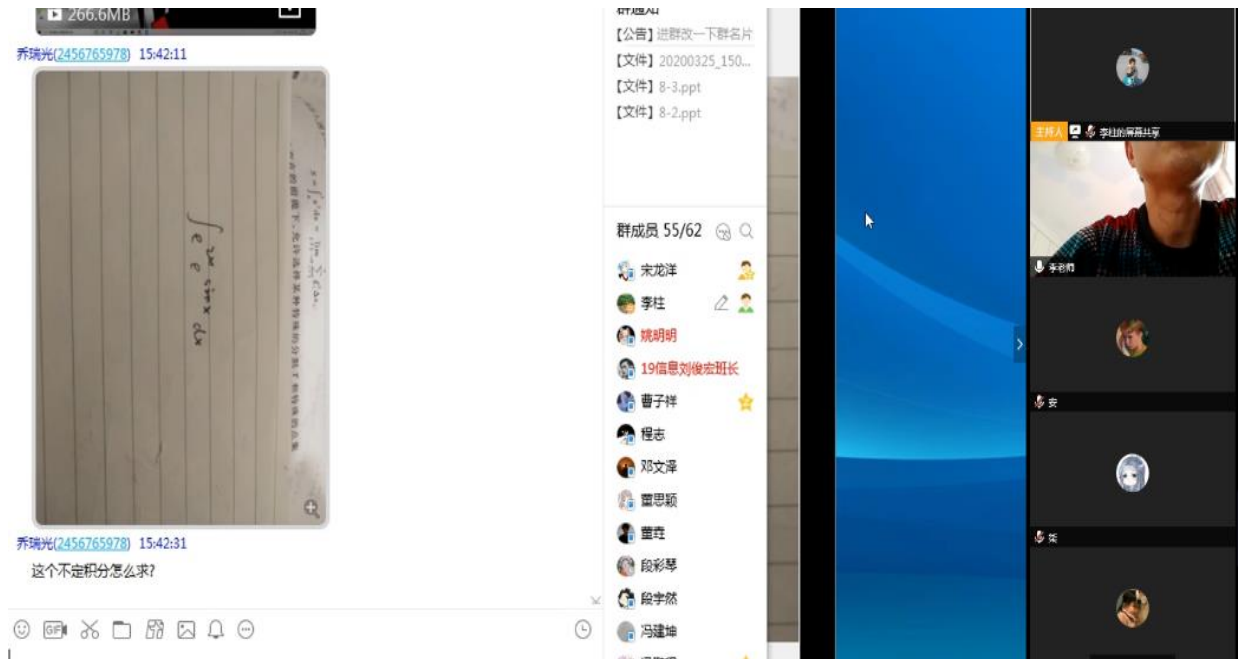 266.6MB
乔瑞光(2456765978) 15:42:11
∫ e^{2x} e^{sinx} dx
乔瑞光(2456765978) 15:42:31
这个不定积分怎么求?
GIF
群通知
【公告】进群改一下群名片
【文件】20200325_150...
【文件】8-3.ppt
【文件】8-2.ppt
群成员 55/62
宋龙洋
李柱
姚明明
19信息刘俊宏班长
曹子祥
程志
邓文泽
董思颖
董垚
段彩琴
段宇然
冯建坤
主持人 李柱的屏幕共享
李老师
安